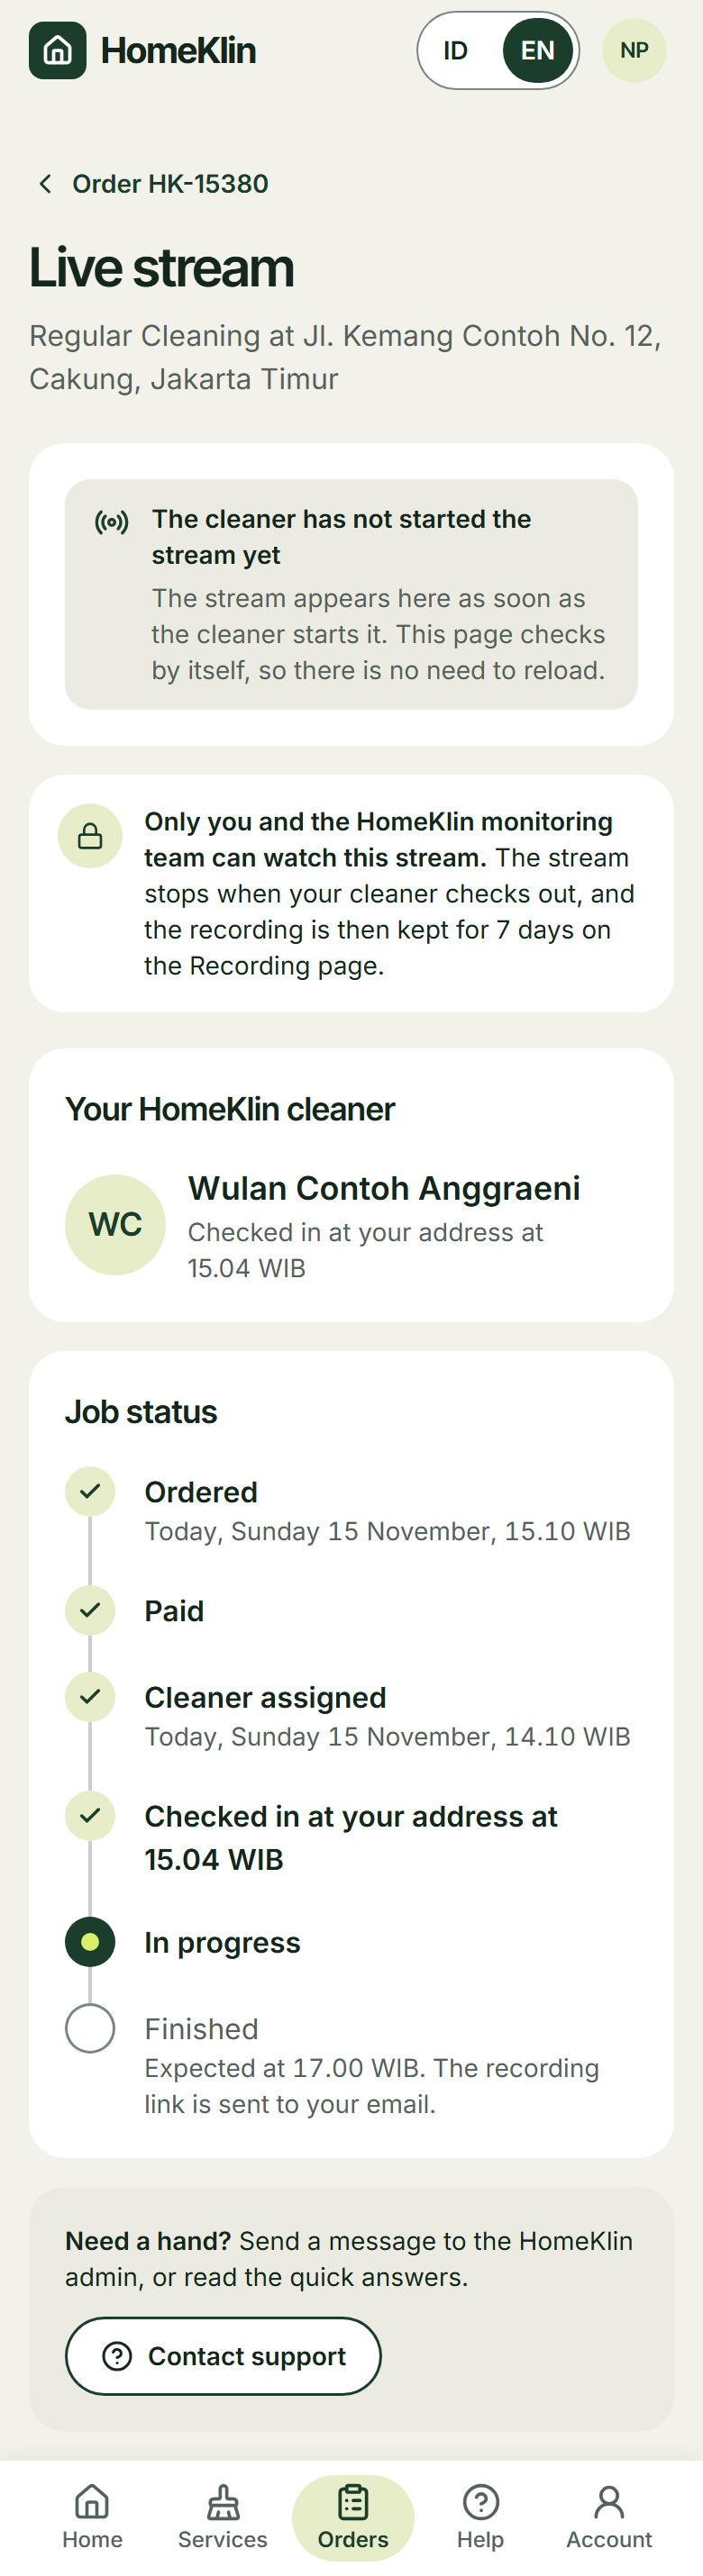 HomeKlin
ID
EN
NP
Order HK-15380
Live stream
Regular Cleaning at Jl. Kemang Contoh No. 12,
Cakung, Jakarta Timur
The cleaner has not started the
stream yet
The stream appears here as soon as
the cleaner starts it. This page checks
by itself, so there is no need to reload.
Only you and the HomeKlin monitoring
team can watch this stream. The stream
stops when your cleaner checks out, and
the recording is then kept for 7 days on
the Recording page.
Your HomeKlin cleaner
WC
Wulan Contoh Anggraeni
Checked in at your address at
15.04 WIB
Job status
Ordered
Today, Sunday 15 November, 15.10 WIB
Paid
Cleaner assigned
Today, Sunday 15 November, 14.10 WIB
Checked in at your address at
15.04 WIB
In progress
Finished
Expected at 17.00 WIB. The recording
link is sent to your email.
Need a hand? Send a message to the HomeKlin
admin, or read the quick answers.
Contact support
Home
Services
Orders
Help
Account